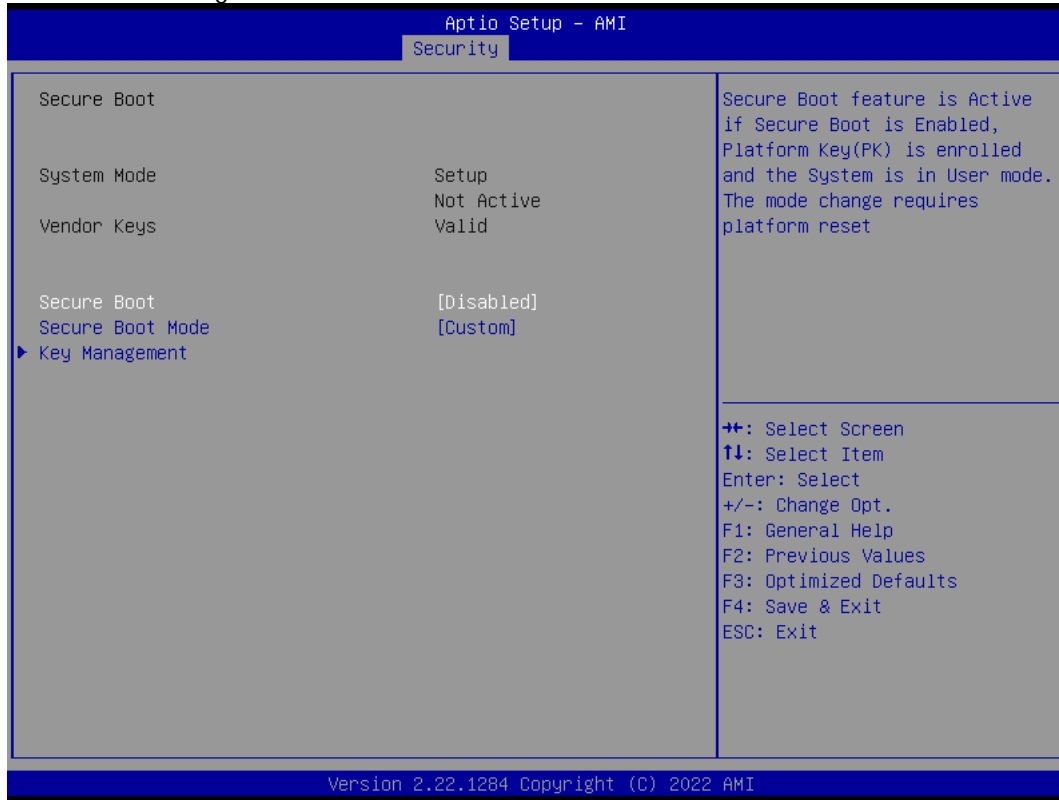 Aptio Setup – AMI
Security
Secure Boot
System Mode Setup
Not Active
Vendor Keys Valid
Secure Boot [Disabled]
Secure Boot Mode [Custom]
Key Management
Secure Boot feature is Active
if Secure Boot is Enabled,
Platform Key(PK) is enrolled
and the System is in User mode.
The mode change requires
platform reset
→←: Select Screen
↑↓: Select Item
Enter: Select
+/-: Change Opt.
F1: General Help
F2: Previous Values
F3: Optimized Defaults
F4: Save & Exit
ESC: Exit
Version 2.22.1284 Copyright (C) 2022 AMI